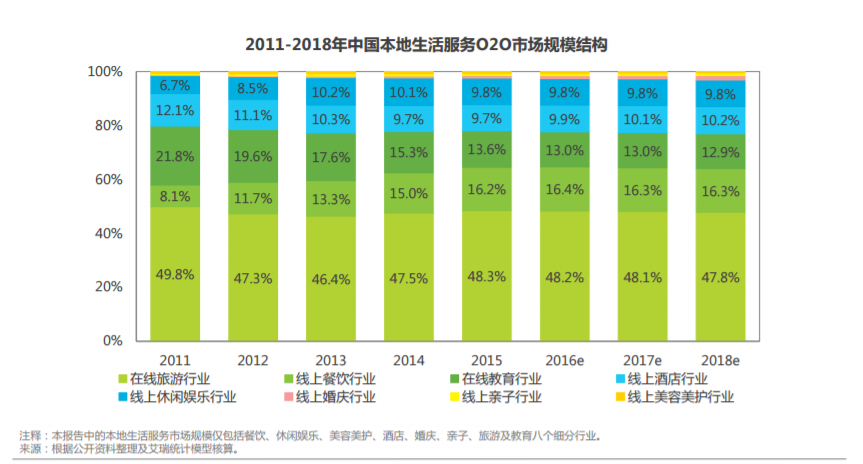 2011-2018年中国本地生活服务O2O市场规模结构
100%
80%
60%
40%
20%
0%
6.7% 8.5% 10.2% 10.1% 9.8% 9.8% 9.8% 9.8%
12.1% 11.1% 10.3% 9.7% 9.7% 9.9% 10.1% 10.2%
21.8% 19.6% 17.6% 15.3% 13.6% 13.0% 13.0% 12.9%
8.1% 11.7% 13.3% 15.0% 16.2% 16.4% 16.3% 16.3%
49.8% 47.3% 46.4% 47.5% 48.3% 48.2% 48.1% 47.8%
2011 2012 2013 2014 2015 2016e 2017e 2018e
在线旅游行业 线上餐饮行业 在线教育行业 线上酒店行业
线上休闲娱乐行业 线上婚庆行业 线上亲子行业 线上美容美护行业
注释：本报告中的本地生活服务市场规模仅包括餐饮、休闲娱乐、美容美护、酒店、婚庆、亲子、旅游及教育八个细分行业。
来源：根据公开资料整理及艾瑞统计模型核算。